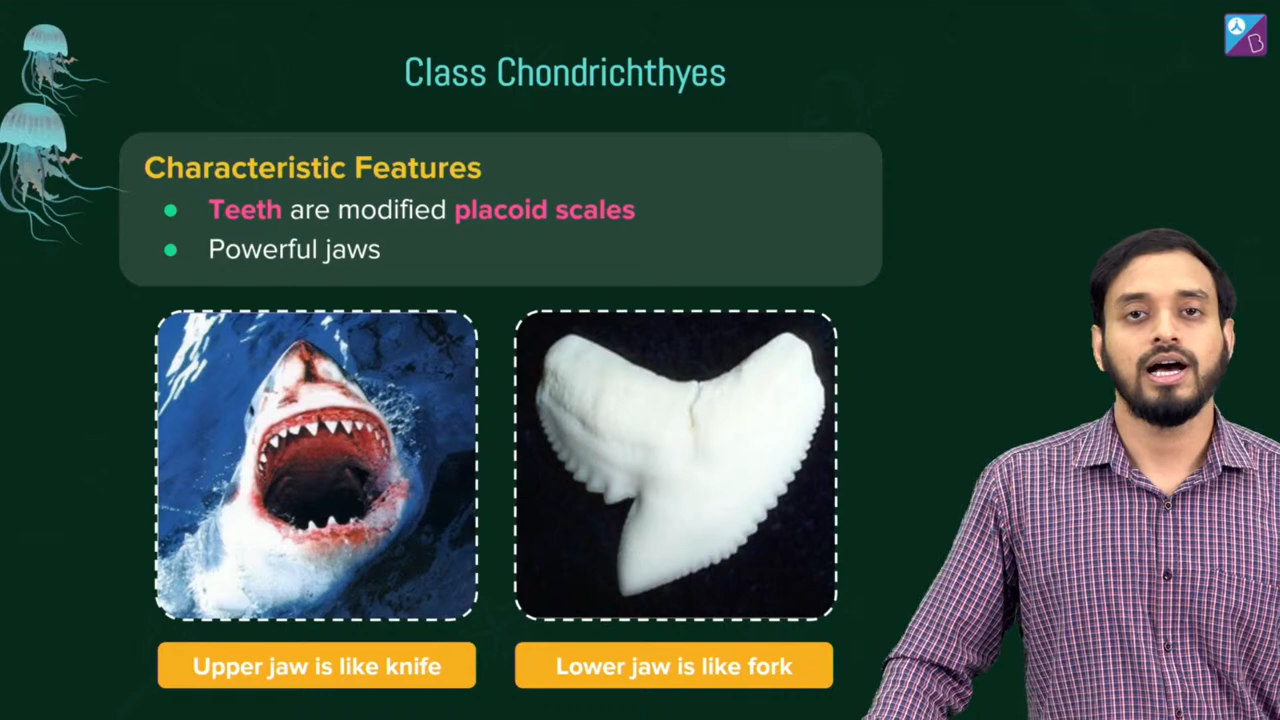 Class Chondrichthyes
Characteristic Features
Teeth are modified placoid scales
Powerful jaws
Upper jaw is like knife
Lower jaw is like fork
B